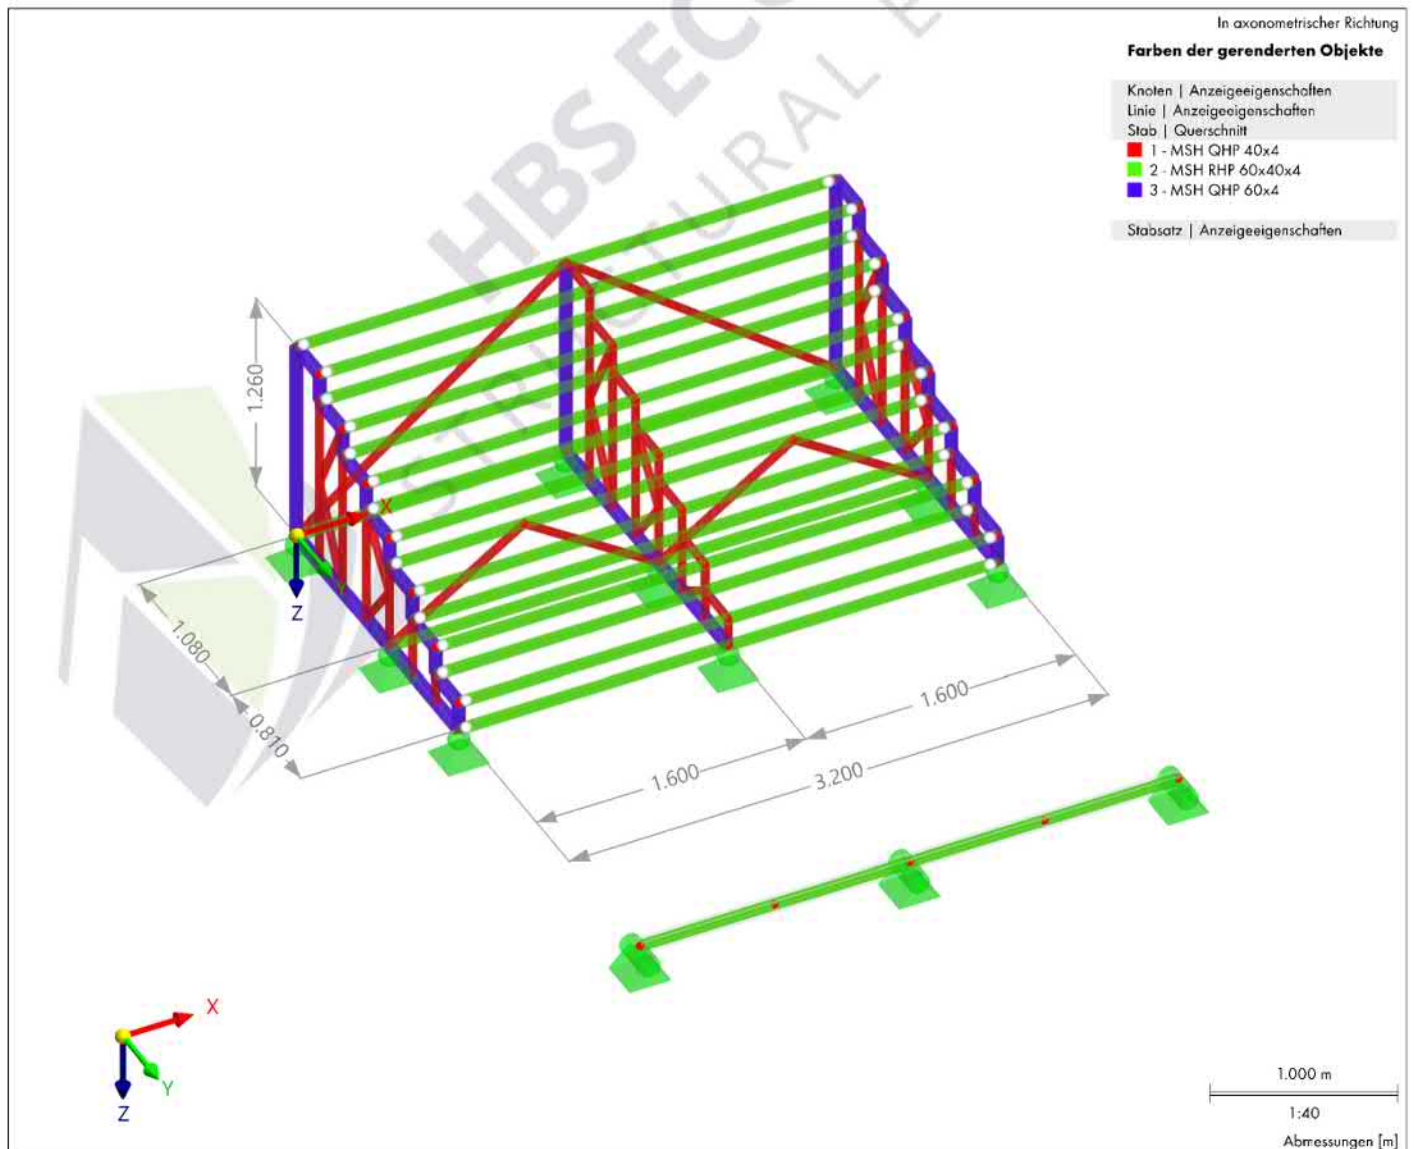 In axonometrischer Richtung
Farben der gerenderten Objekte
Knoten | Anzeigeeigenschaften
Linie | Anzeigeeigenschaften
Stab | Querschnitt
1 - MSH QHP 40x4
2 - MSH RHP 60x40x4
3 - MSH QHP 60x4
Stabsatz | Anzeigeeigenschaften
HBS EC
STRUCTURAL E
1.260
X
Y
Z
1.080
0.810
1.600
1.600
3.200
X
Y
Z
1.000 m
1:40
Abmessungen [m]